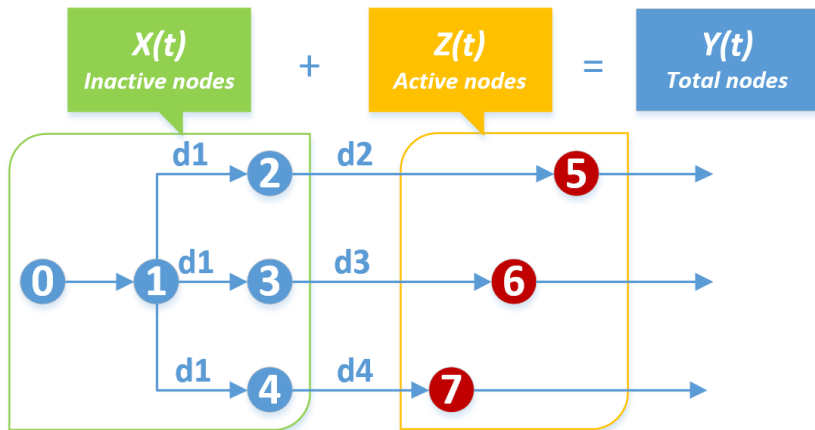 X(t)
Inactive nodes
+
Z(t)
Active nodes
=
Y(t)
Total nodes
d1
2
d2
5
0
1
d1
3
d3
6
d1
4
d4
7